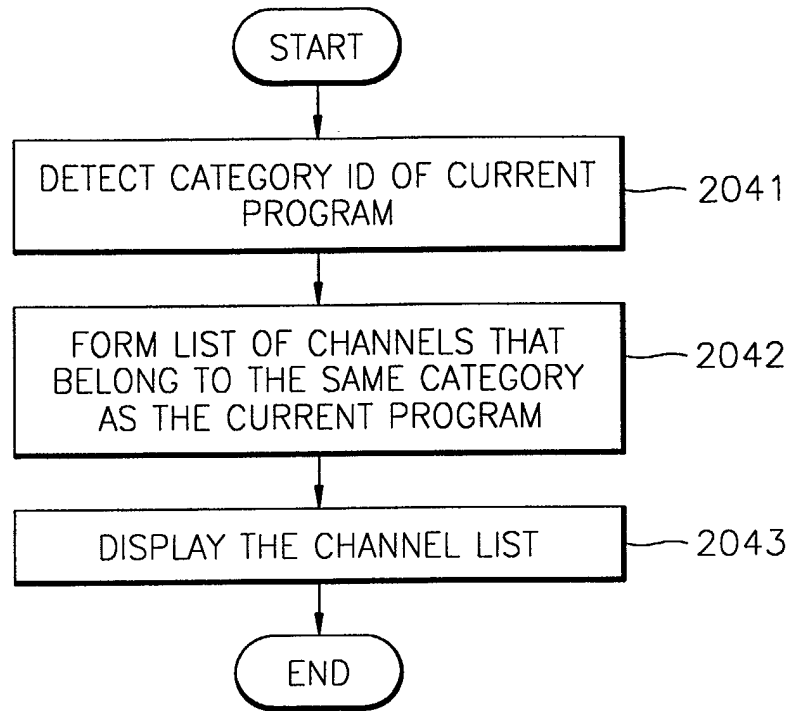 START
DETECT CATEGORY ID OF CURRENT
PROGRAM
2041
FORM LIST OF CHANNELS THAT
BELONG TO THE SAME CATEGORY
AS THE CURRENT PROGRAM
2042
DISPLAY THE CHANNEL LIST
2043
END